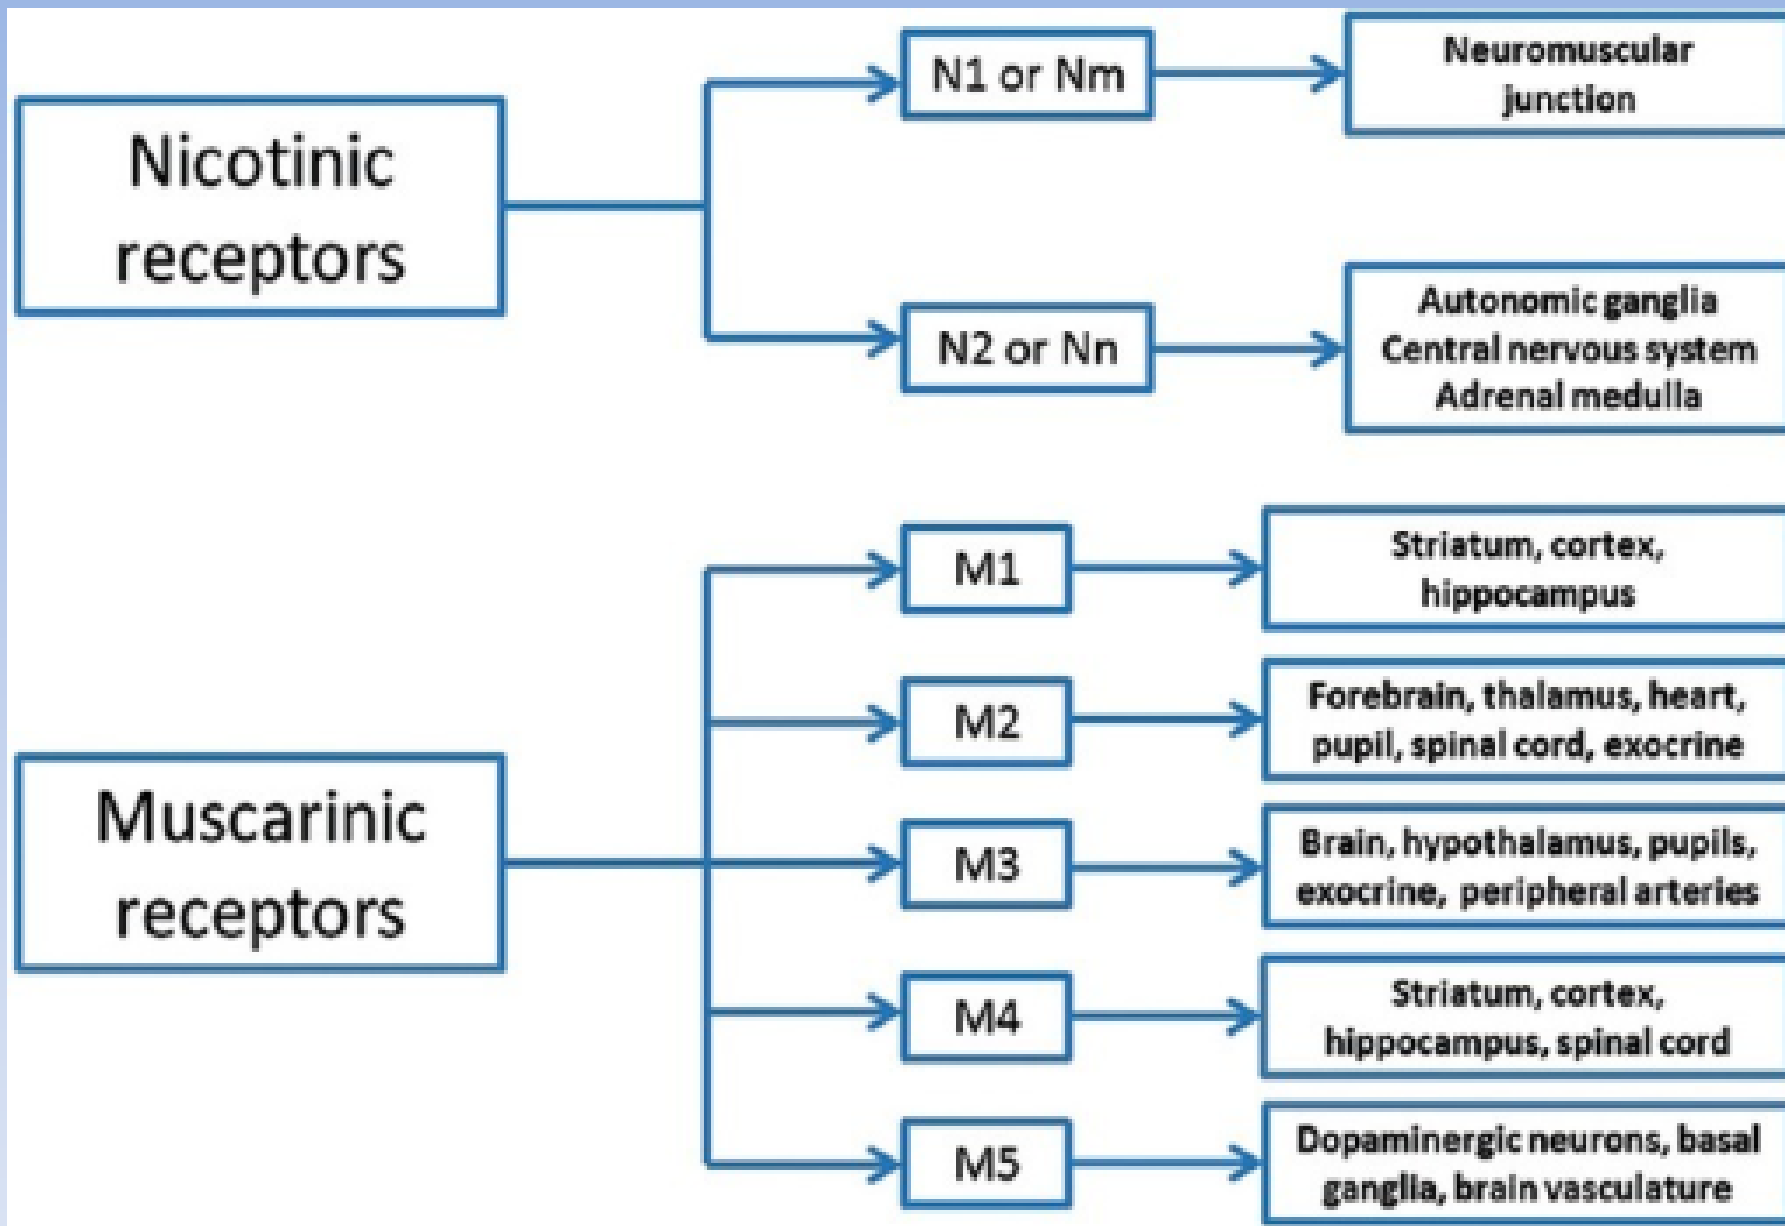 Nicotinic
receptors
N1 or Nm
Neuromuscular
junction
N2 or Nn
Autonomic ganglia
Central nervous system
Adrenal medulla
Muscarinic
receptors
M1
Striatum, cortex,
hippocampus
M2
Forebrain, thalamus, heart,
pupil, spinal cord, exocrine
M3
Brain, hypothalamus, pupils,
exocrine, peripheral arteries
M4
Striatum, cortex,
hippocampus, spinal cord
M5
Dopaminergic neurons, basal
ganglia, brain vasculature